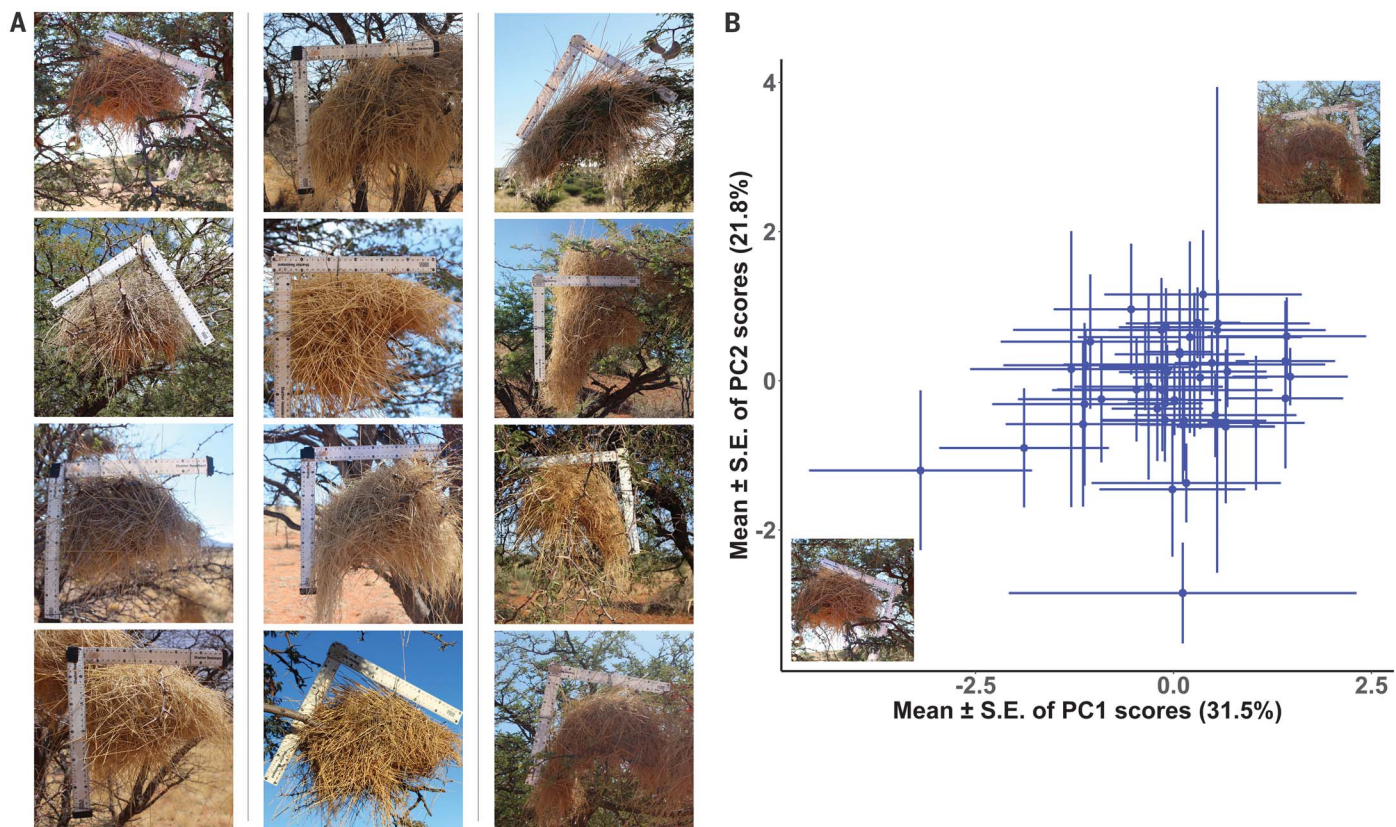 A
B
Mean ± S.E. of PC2 scores (21.8%)
4
2
0
-2
-2.5
0.0
2.5
Mean ± S.E. of PC1 scores (31.5%)